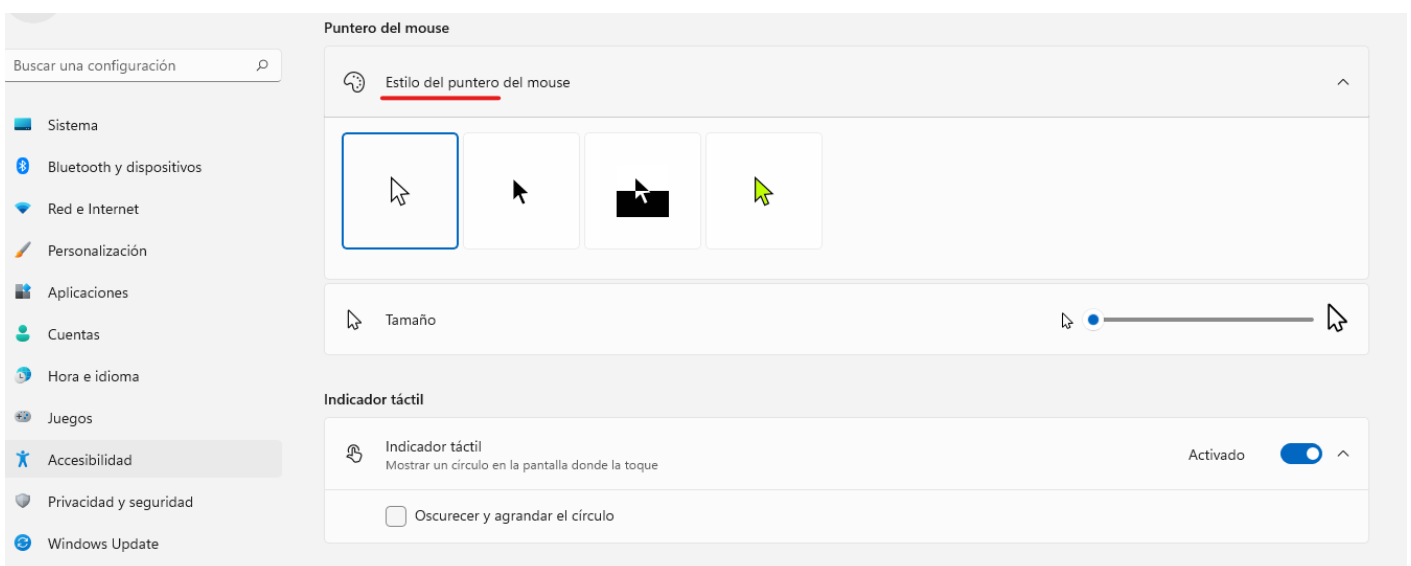 Puntero del mouse
Buscar una configuración
Estilo del puntero del mouse
Sistema
Bluetooth y dispositivos
Red e Internet
Personalización
Aplicaciones
Cuentas
Hora e idioma
Juegos
Accesibilidad
Privacidad y seguridad
Windows Update
Tamaño
Indicador táctil
Indicador táctil
Mostrar un círculo en la pantalla donde la toque
Activado
Oscurecer y agrandar el círculo